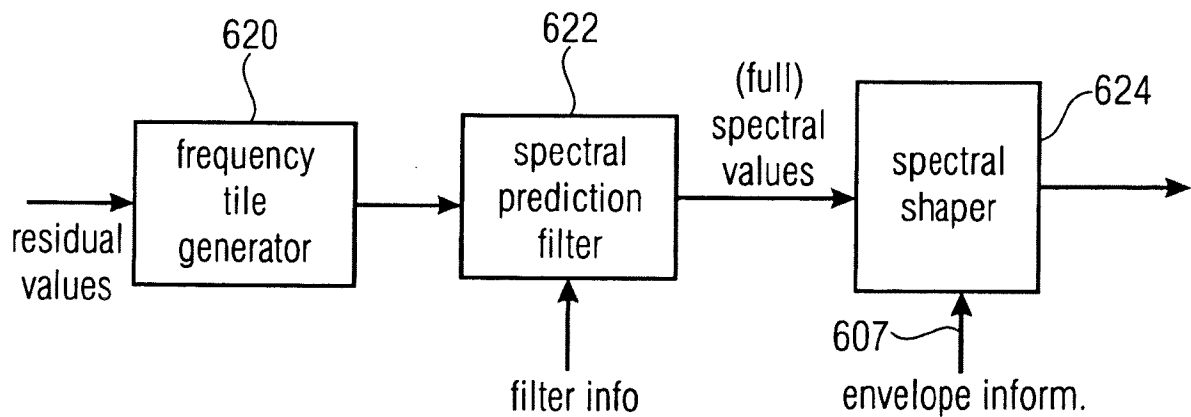 620
622
624
607
residual
values
frequency
tile
generator
spectral
prediction
filter
filter info
(full)
spectral
values
spectral
shaper
envelope inform.